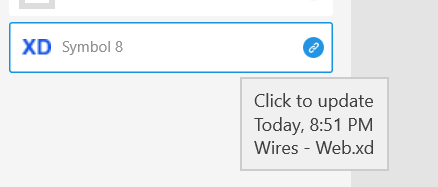 XD Symbol 8
Click to update
Today, 8:51 PM
Wires - Web.xd